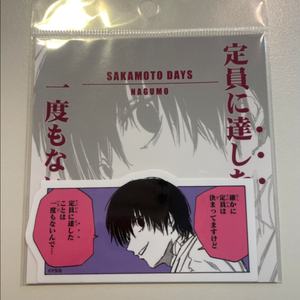 SAKAMOTO DAYS
NAGUMO
定員に達した
一度もな
確かに
定員は
決まってますけど
定員に達した
ことは
一度もないんで…